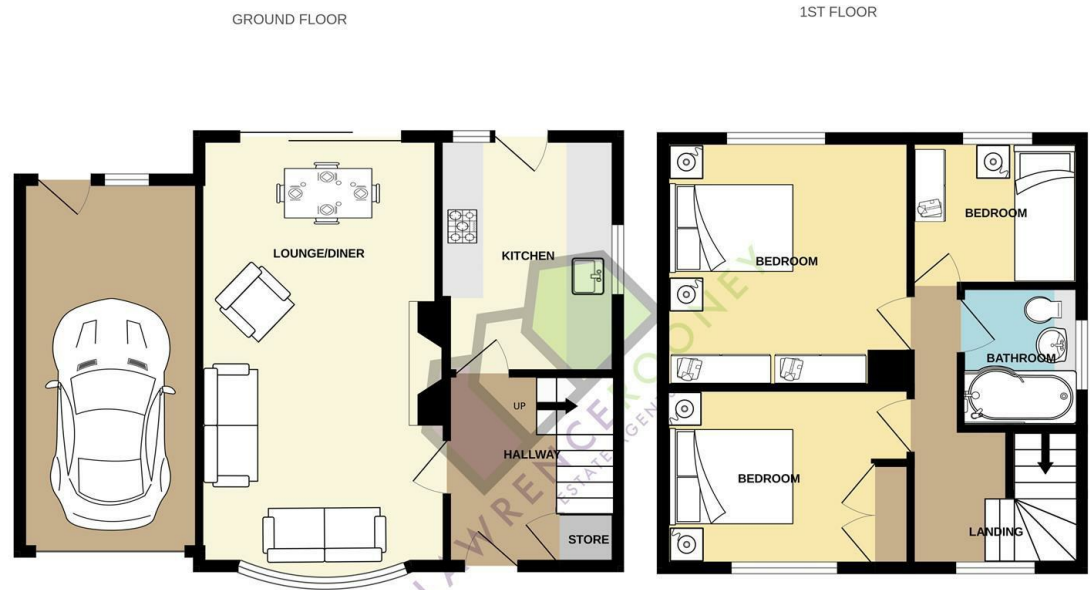 GROUND FLOOR
1ST FLOOR
LOUNGE/DINER
KITCHEN
UP
HALLWAY
STORE
BEDROOM
BEDROOM
BATHROOM
BEDROOM
LANDING
LAWRENCE ROONEY
ESTATE AGENTS